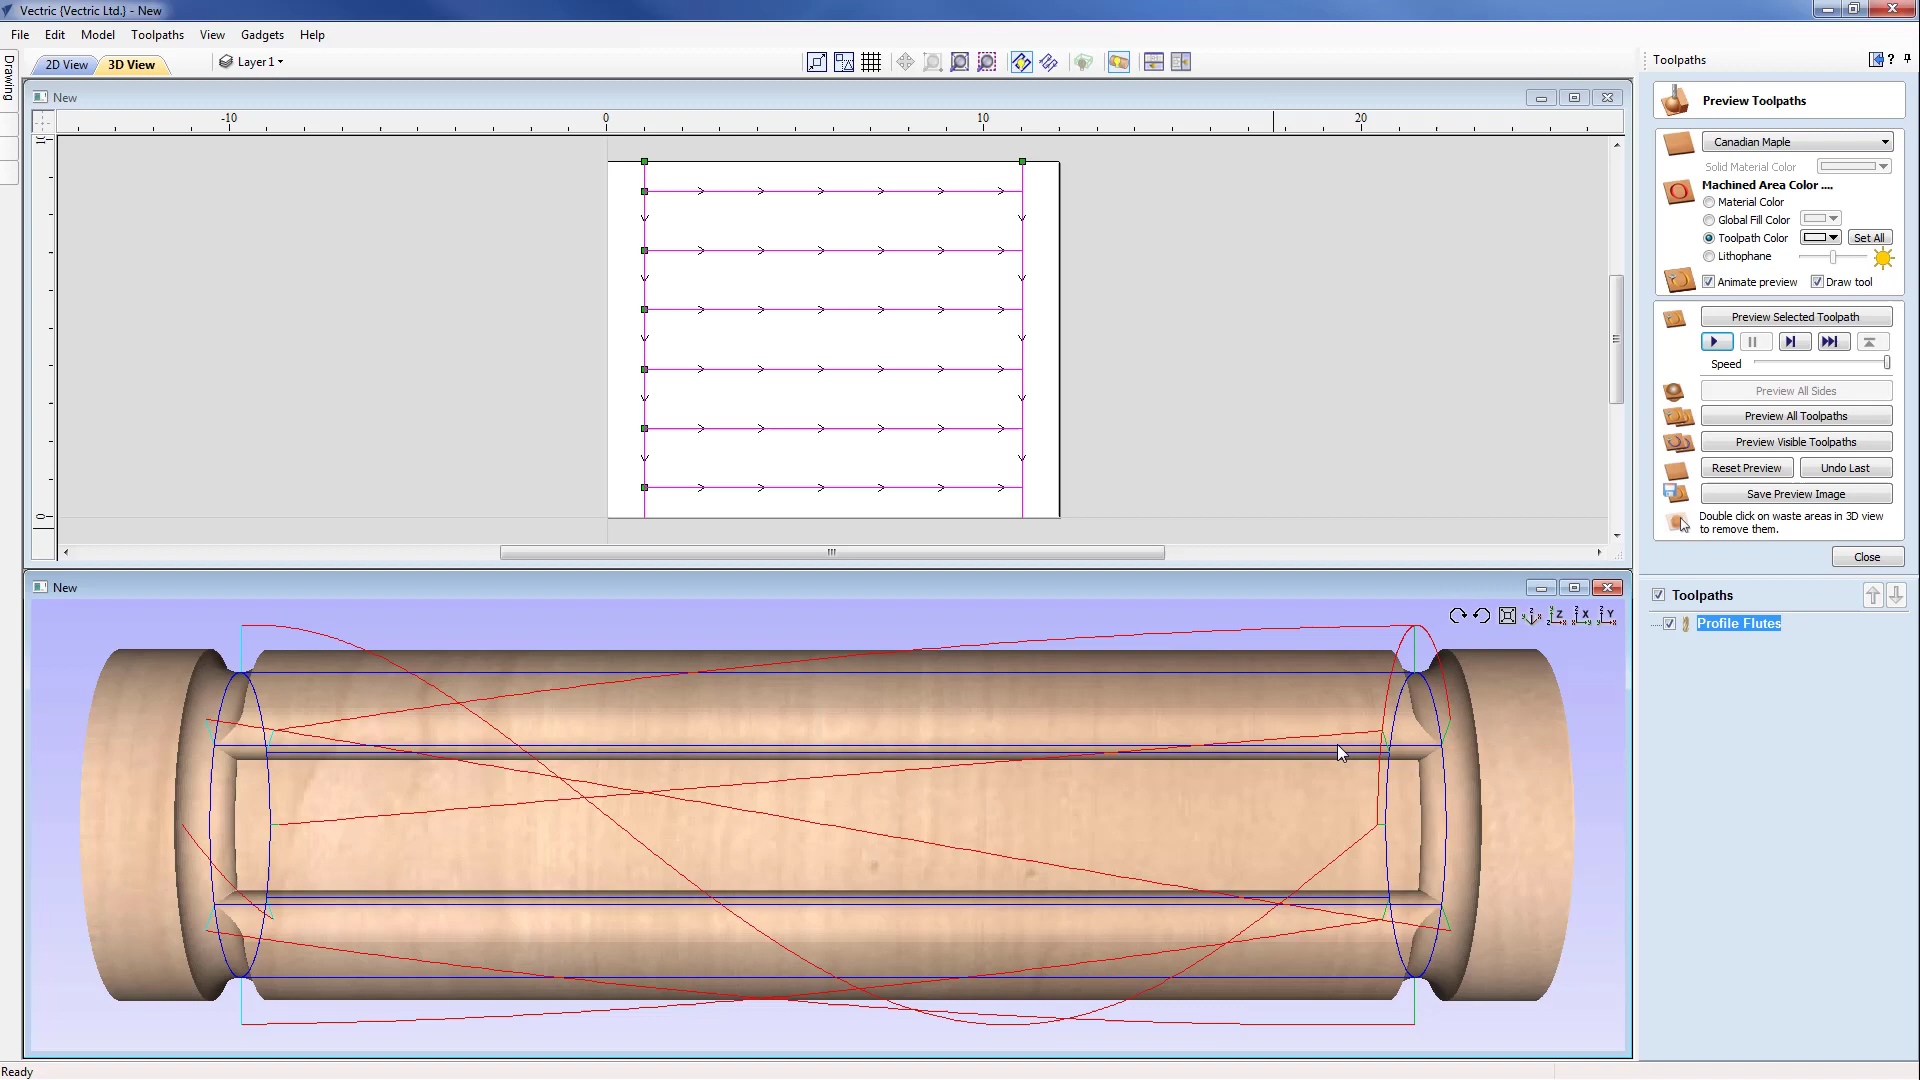 Vectric {Vectric Ltd.} - New
File Edit Model Toolpaths View Gadgets Help
Drawing
2D View 3D View Layer 1
Toolpaths
New
-10 0 10 20
10
0
Preview Toolpaths
Canadian Maple
Solid Material Color
Machined Area Color ....
Material Color
Global Fill Color
Toolpath Color Set All
Lithophane
Animate preview Draw tool
Preview Selected Toolpath
Speed
Preview All Sides
Preview All Toolpaths
Preview Visible Toolpaths
Reset Preview Undo Last
Save Preview Image
Double click on waste areas in 3D view
to remove them.
Close
New
Toolpaths
Profile Flutes
Ready